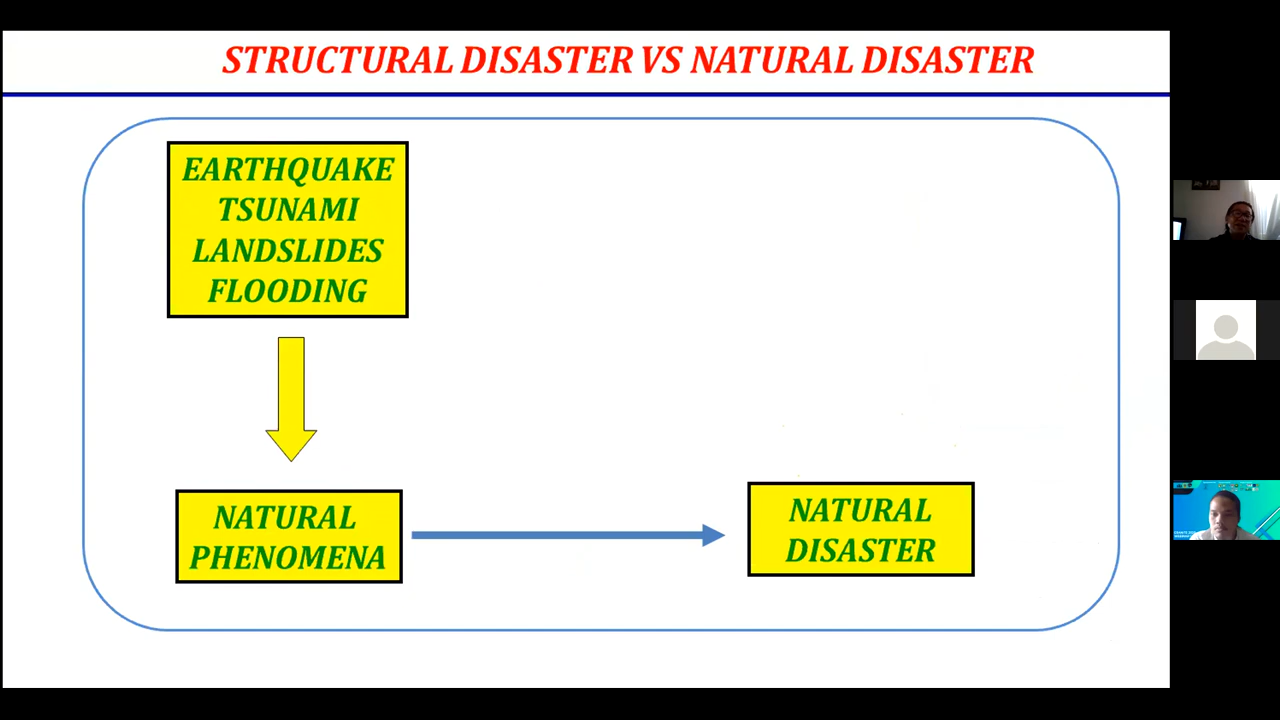 STRUCTURAL DISASTER VS NATURAL DISASTER
EARTHQUAKE
TSUNAMI
LANDSLIDES
FLOODING
NATURAL
PHENOMENA
NATURAL
DISASTER